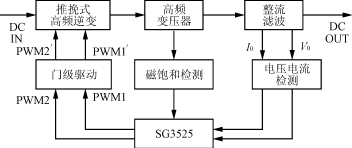 DC
IN
推挽式
高频逆变
高频
变压器
整流
滤波
DC
OUT
PWM2′
PWM1′
I₀
V₀
门级驱动
磁饱和检测
电压电流
检测
PWM2
PWM1
SG3525